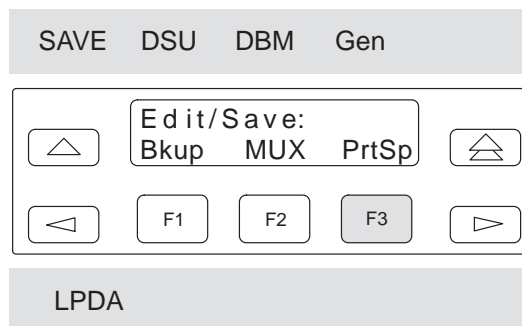 SAVE DSU DBM Gen
Edit/Save:
Bkup MUX PrtSp
F1 F2 F3
LPDA